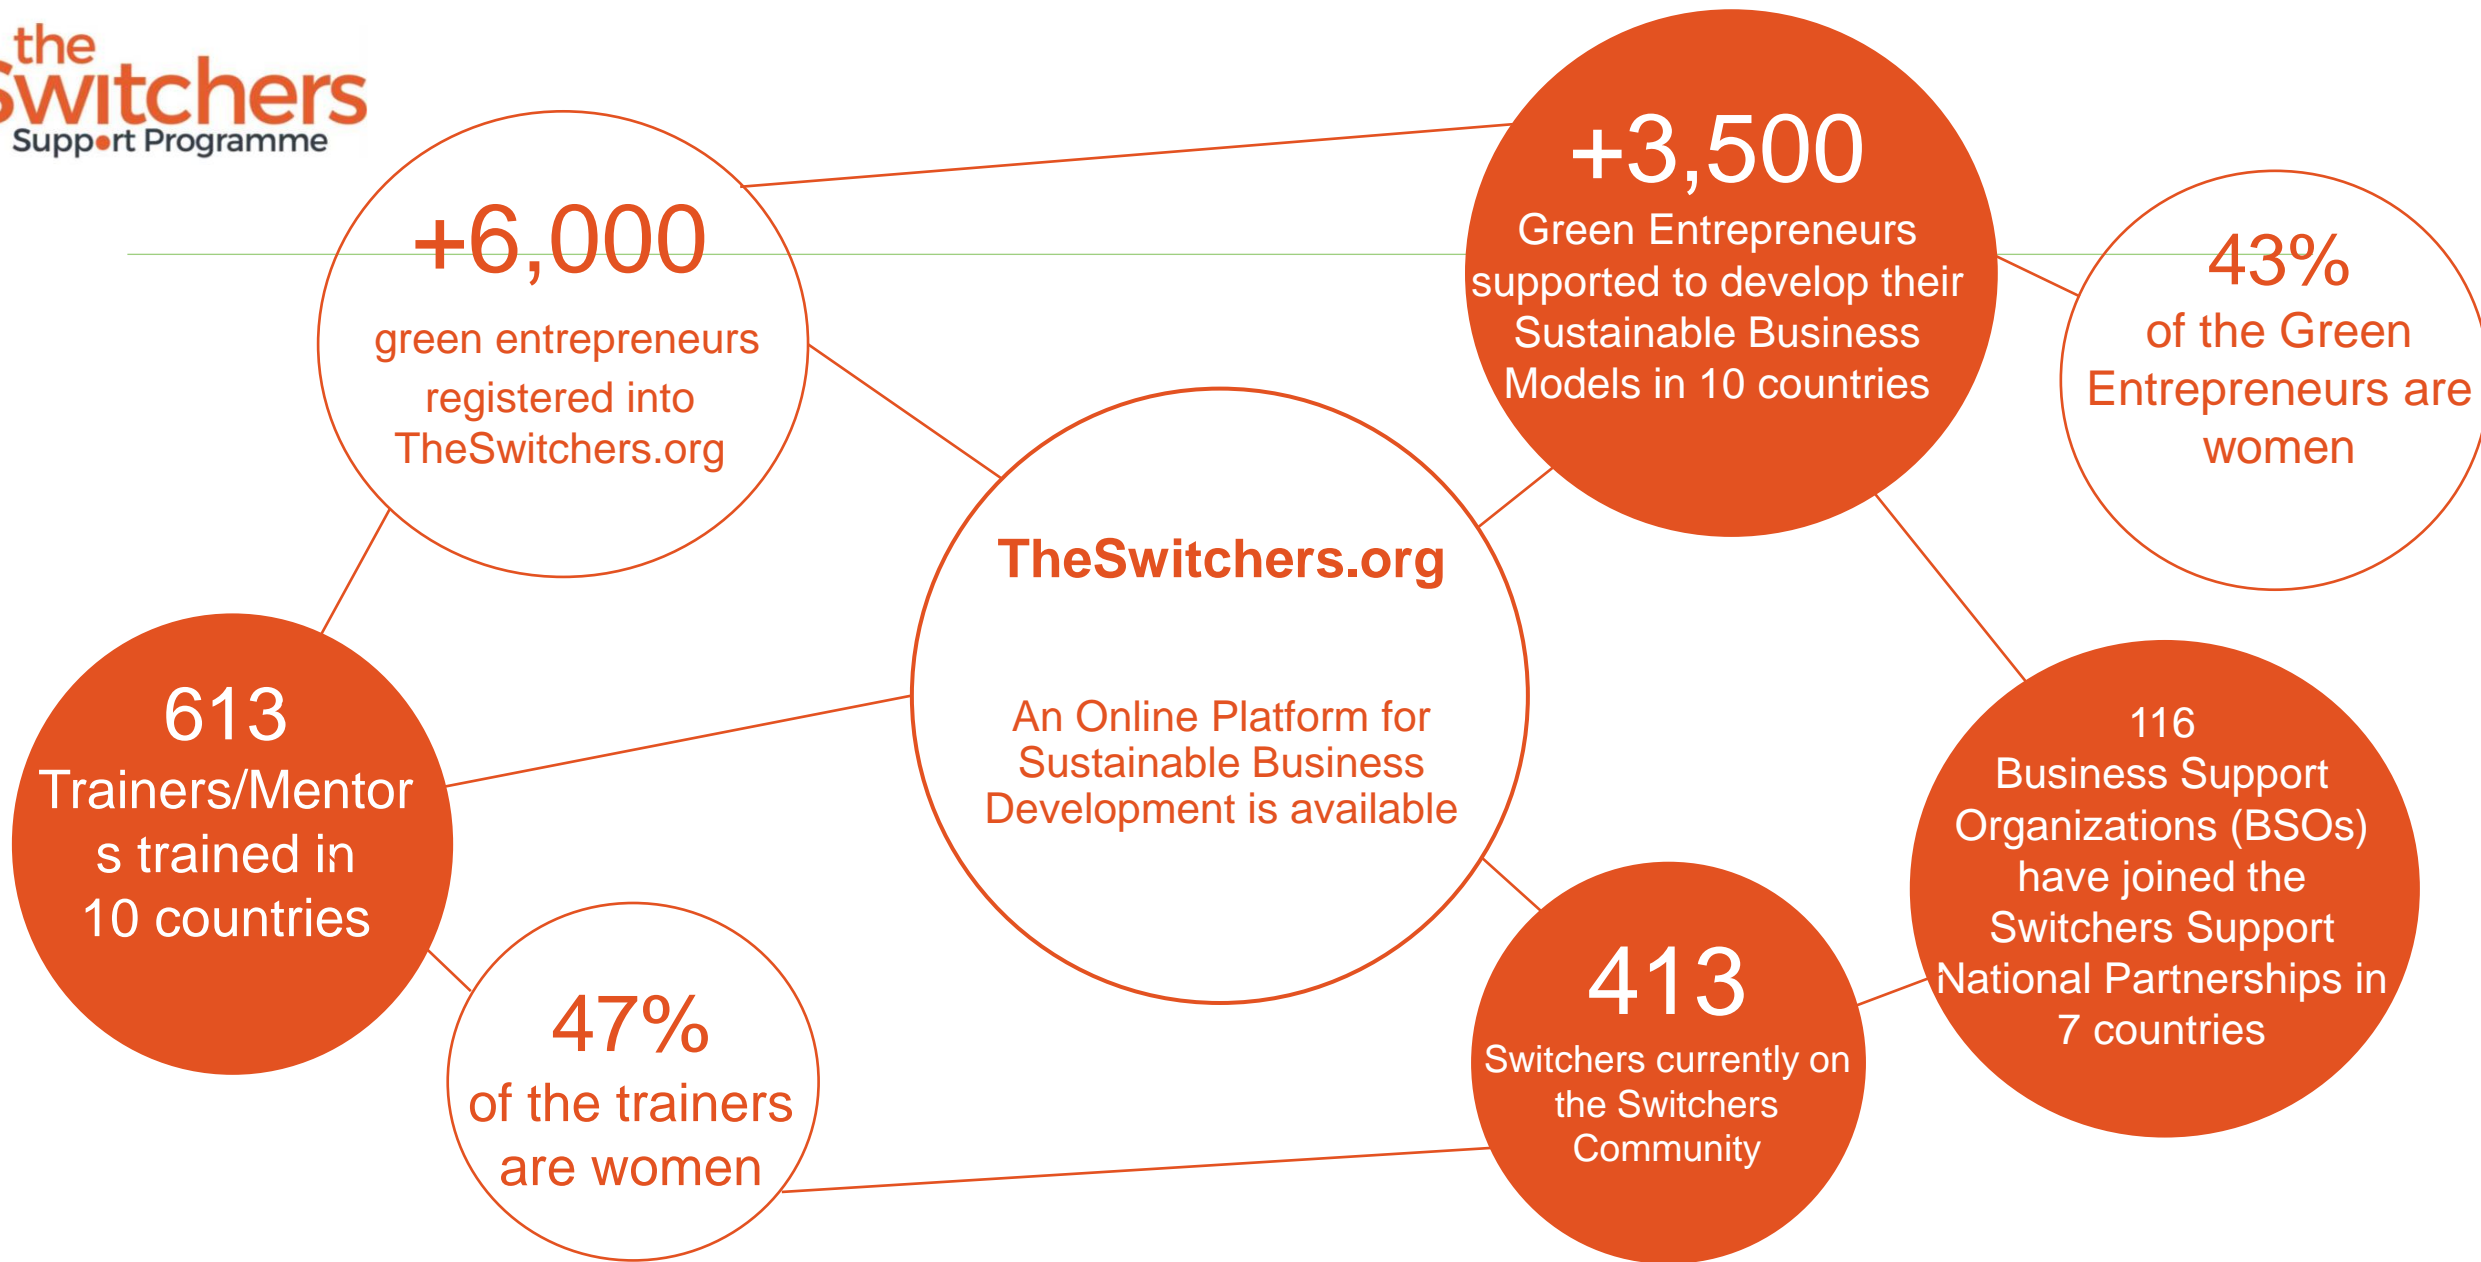 the
Switchers
Support Programme
+6,000
green entrepreneurs
registered into
TheSwitchers.org
+3,500
Green Entrepreneurs
supported to develop their
Sustainable Business
Models in 10 countries
43%
of the Green
Entrepreneurs are
women
TheSwitchers.org
An Online Platform for
Sustainable Business
Development is available
613
Trainers/Mentor
s trained in
10 countries
47%
of the trainers
are women
413
Switchers currently on
the Switchers
Community
116
Business Support
Organizations (BSOs)
have joined the
Switchers Support
National Partnerships in
7 countries